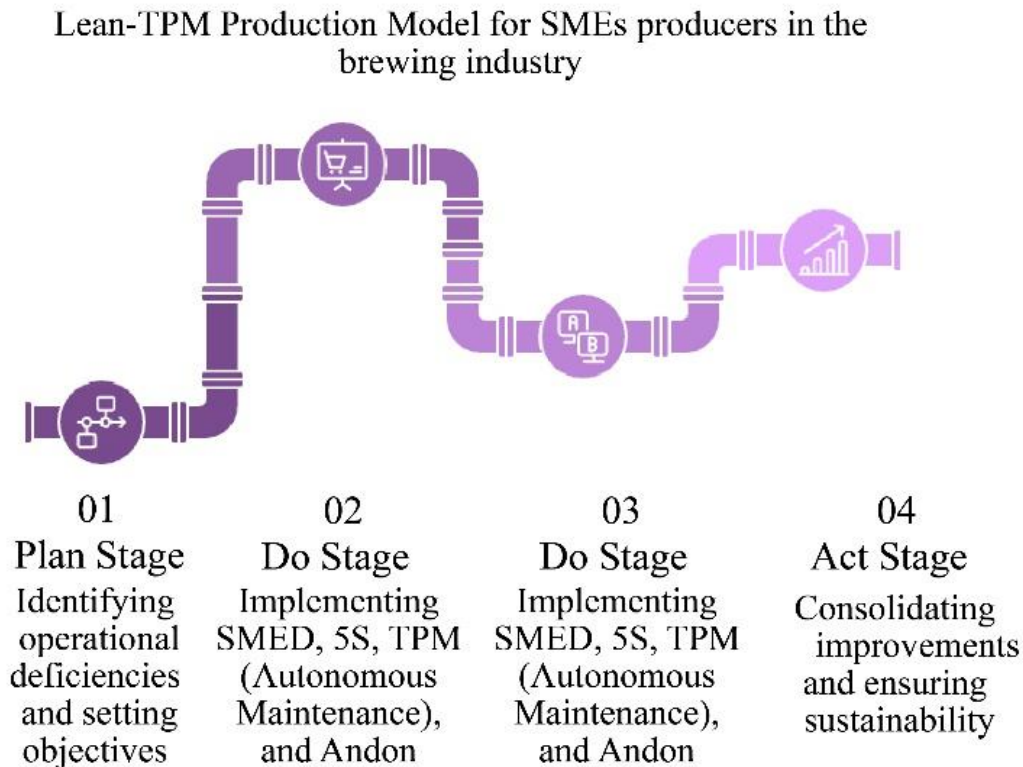 Lean-TPM Production Model for SMEs producers in the
brewing industry
A
B
01
Plan Stage
Identifying
operational
deficiencies
and setting
objectives
02
Do Stage
Implementing
SMED, 5S, TPM
(Autonomous
Maintenance),
and Andon
03
Do Stage
Implementing
SMED, 5S, TPM
(Autonomous
Maintenance),
and Andon
04
Act Stage
Consolidating
improvements
and ensuring
sustainability